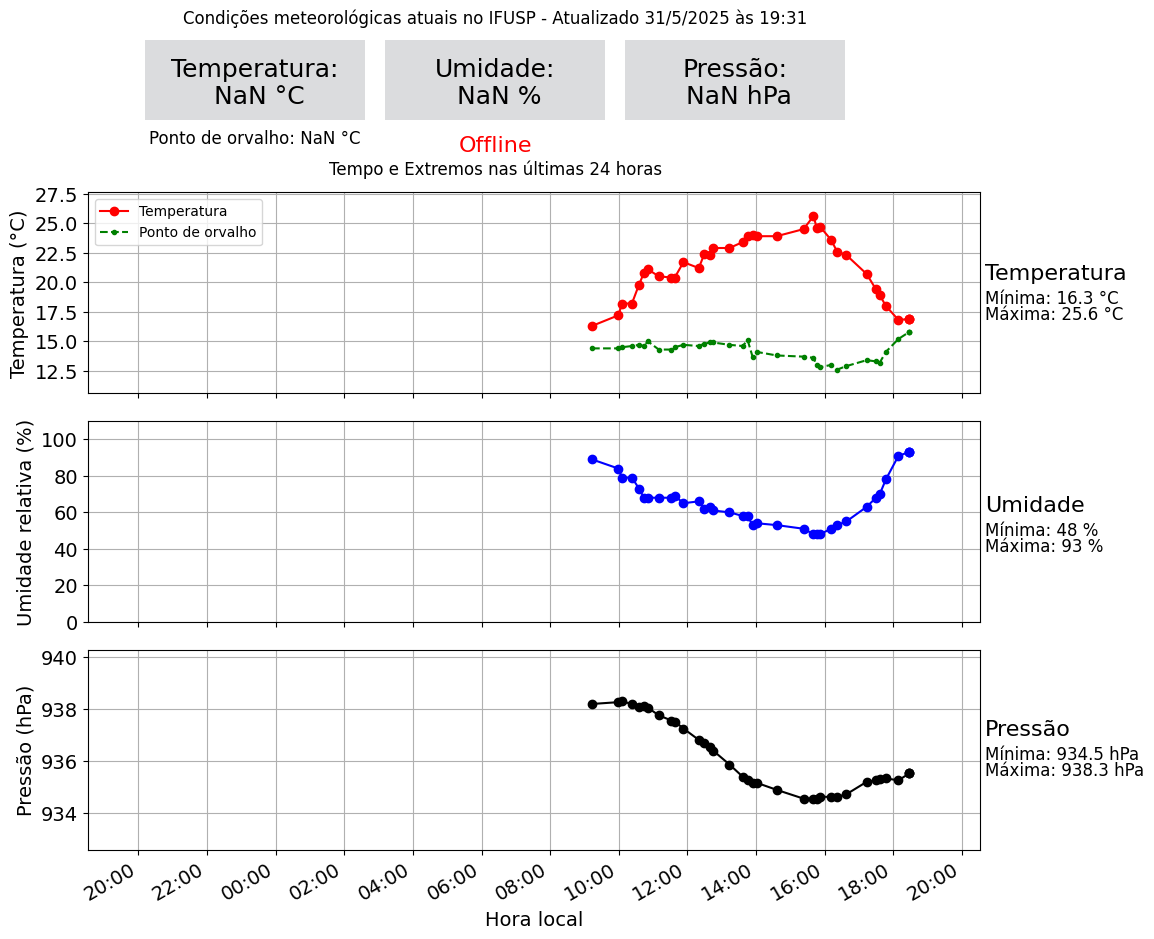 Condições meteorológicas atuais no IFUSP - Atualizado 31/5/2025 às 19:31
Temperatura:
NaN °C
Umidade:
NaN %
Pressão:
NaN hPa
Ponto de orvalho: NaN °C
Offline
Tempo e Extremos nas últimas 24 horas
Temperatura (°C)
27.5
25.0
22.5
20.0
17.5
15.0
12.5
Temperatura
Ponto de orvalho
Temperatura
Mínima: 16.3 °C
Máxima: 25.6 °C
Umidade relativa (%)
100
80
60
40
20
0
Umidade
Mínima: 48 %
Máxima: 93 %
Pressão (hPa)
940
938
936
934
Pressão
Mínima: 934.5 hPa
Máxima: 938.3 hPa
20:00 22:00 00:00 02:00 04:00 06:00 08:00 10:00 12:00 14:00 16:00 18:00 20:00
Hora local